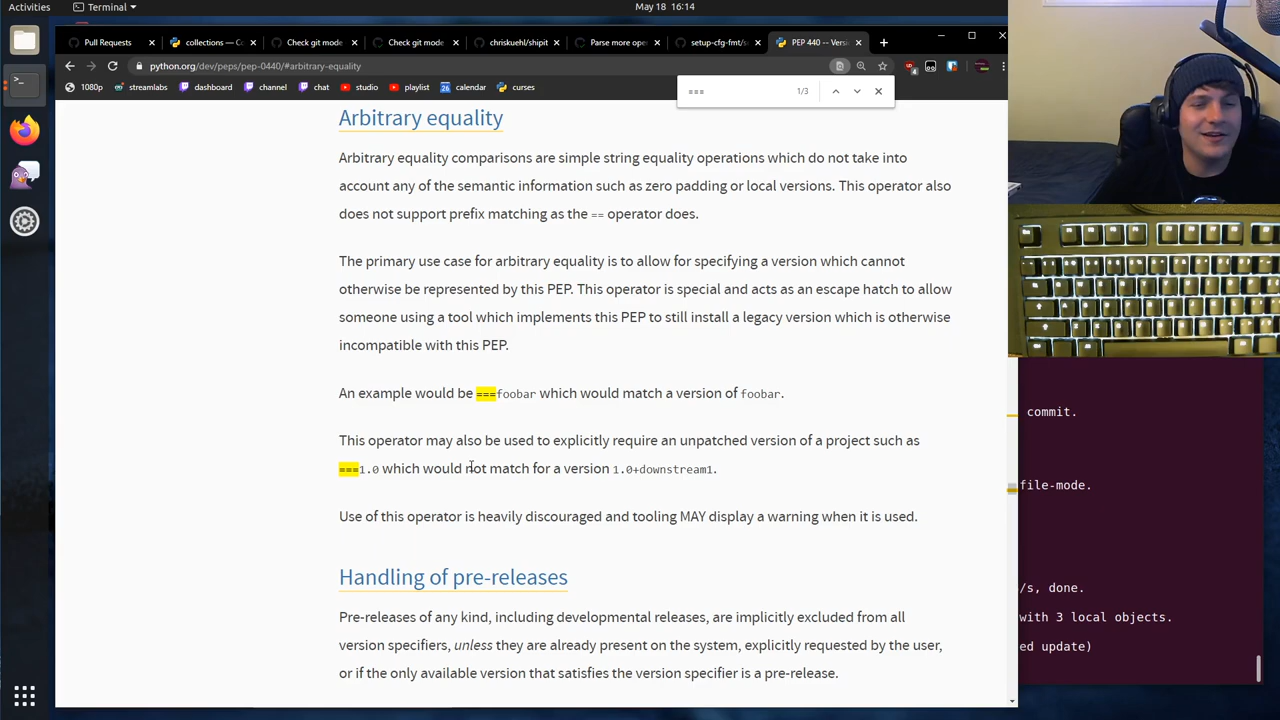 Activities
Terminal
May 18 16:14
Pull Requests
collections — Co
Check git mode
Check git mode
chriskuehl/shipit
Parse more ope
setup-cfg-fmt/s
PEP 440 -- Versi
python.org/dev/peps/pep-0440/#arbitrary-equality
1080p
streamlabs
dashboard
channel
chat
studio
playlist
calendar
curses
===
1/3
Arbitrary equality
Arbitrary equality comparisons are simple string equality operations which do not take into
account any of the semantic information such as zero padding or local versions. This operator also
does not support prefix matching as the == operator does.
The primary use case for arbitrary equality is to allow for specifying a version which cannot
otherwise be represented by this PEP. This operator is special and acts as an escape hatch to allow
someone using a tool which implements this PEP to still install a legacy version which is otherwise
incompatible with this PEP.
An example would be ===foobar which would match a version of foobar.
This operator may also be used to explicitly require an unpatched version of a project such as
===1.0 which would not match for a version 1.0+downstream1.
Use of this operator is heavily discouraged and tooling MAY display a warning when it is used.
Handling of pre-releases
Pre-releases of any kind, including developmental releases, are implicitly excluded from all
version specifiers, unless they are already present on the system, explicitly requested by the user,
or if the only available version that satisfies the version specifier is a pre-release.
commit.
file-mode.
/s, done.
with 3 local objects.
ed update)